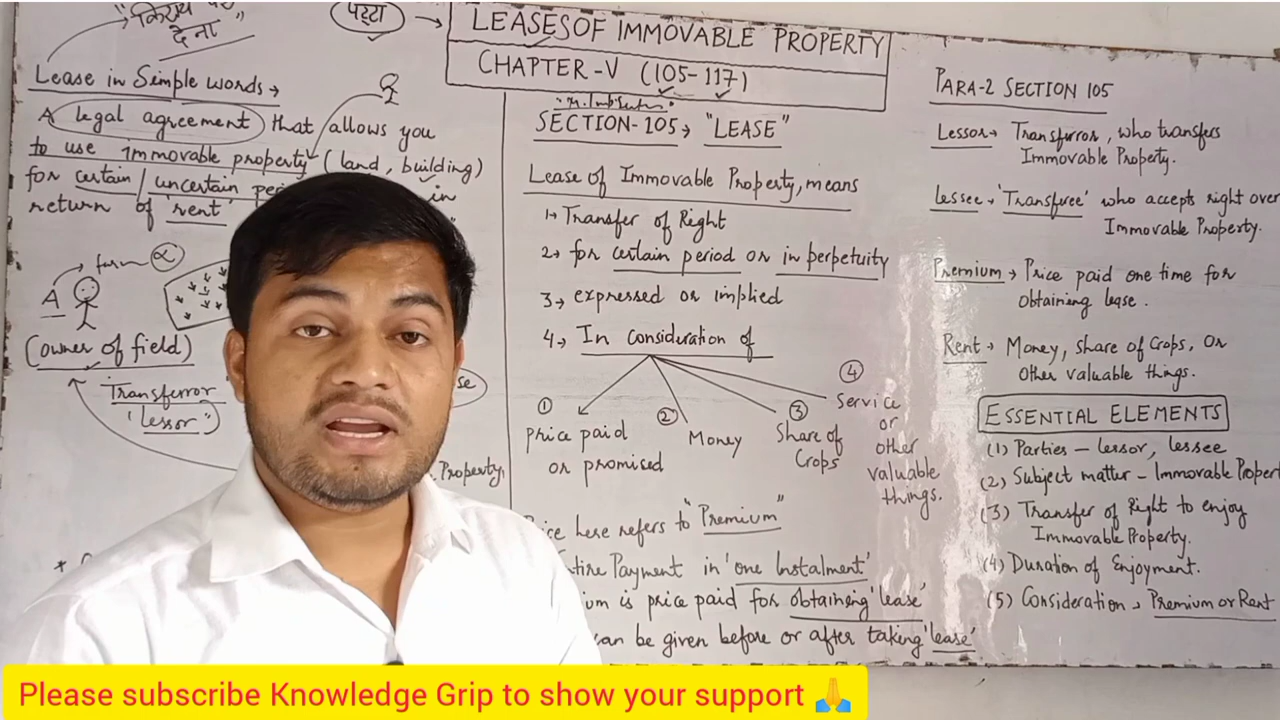 "किराये पर
देना"
पट्टा
LEASES OF IMMOVABLE PROPERTY
CHAPTER-V (105-117)
Lease in Simple words
A legal agreement that allows you
to use immovable property (land, building)
for certain/uncertain in
return of 'rent'
A farm
(owner of field)
Transferror
(lessor)
Property,
SECTION-105, "LEASE"
Lease of Immovable Property, means
1 Transfer of Right
2 for certain period or in perpetuity
3 expressed or implied
4 In consideration of
① price paid
or promised
② Money
③ Share of
Crops
④ Service
or
other
valuable
things.
here refers to "Premium"
Payment in 'one Instalment'
is price paid for obtaining 'lease'
can be given before or after taking 'lease'
PARA-2 SECTION 105
Lessor Transferror, who transfers
Immovable Property.
Lessee 'Transferee' who accepts right over
Immovable Property.
Premium Price paid one time for
obtaining lease.
Rent Money, share of Crops, or
other valuable things.
ESSENTIAL ELEMENTS
(1) Parties – lessor, lessee
(2) Subject matter – Immovable Propert
(3) Transfer of Right to enjoy
Immovable Property.
(4) Duration of Enjoyment.
(5) Consideration, Premium or Rent
Please subscribe Knowledge Grip to show your support 🙏